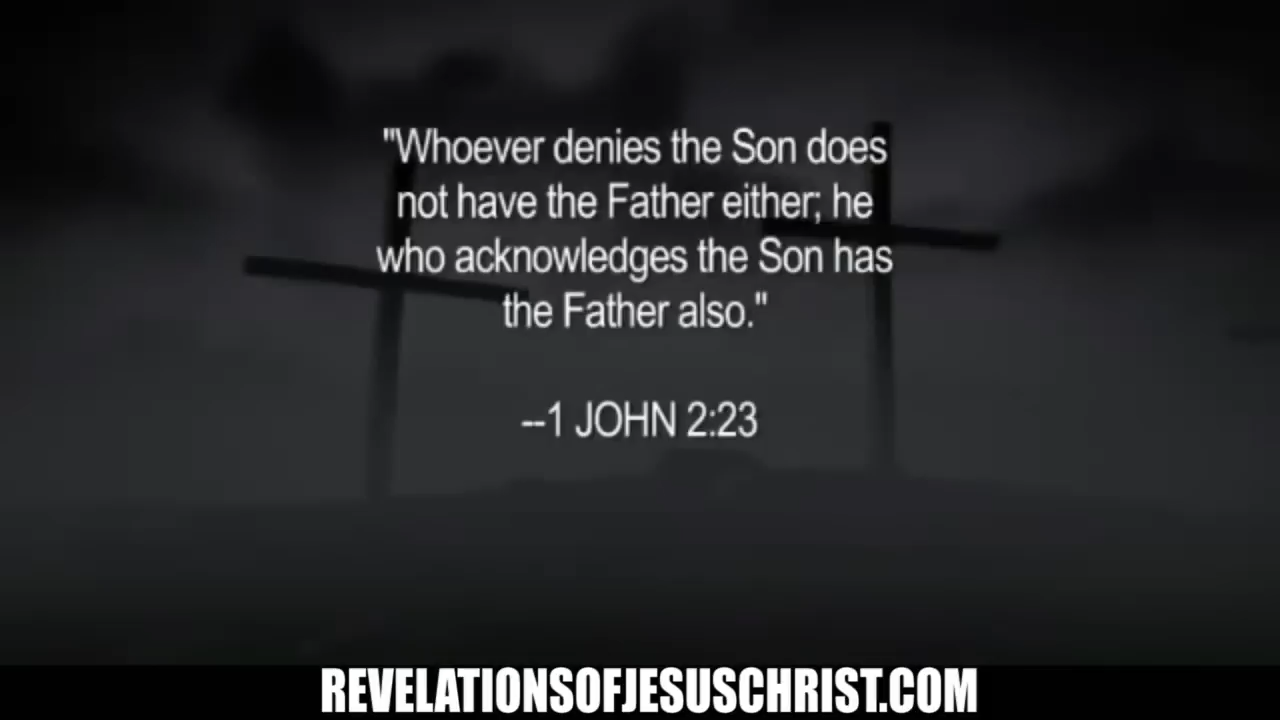 "Whoever denies the Son does
not have the Father either; he
who acknowledges the Son has
the Father also."
--1 JOHN 2:23
REVELATIONSOFJESUSCHRIST.COM